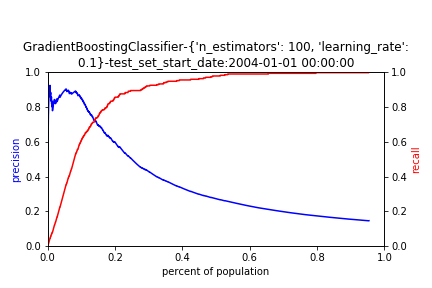 GradientBoostingClassifier-{'n_estimators': 100, 'learning_rate':
0.1}-test_set_start_date:2004-01-01 00:00:00
1.0
0.8
0.6
0.4
0.2
0.0
precision
1.0
0.8
0.6
0.4
0.2
0.0
recall
0.0 0.2 0.4 0.6 0.8 1.0
percent of population